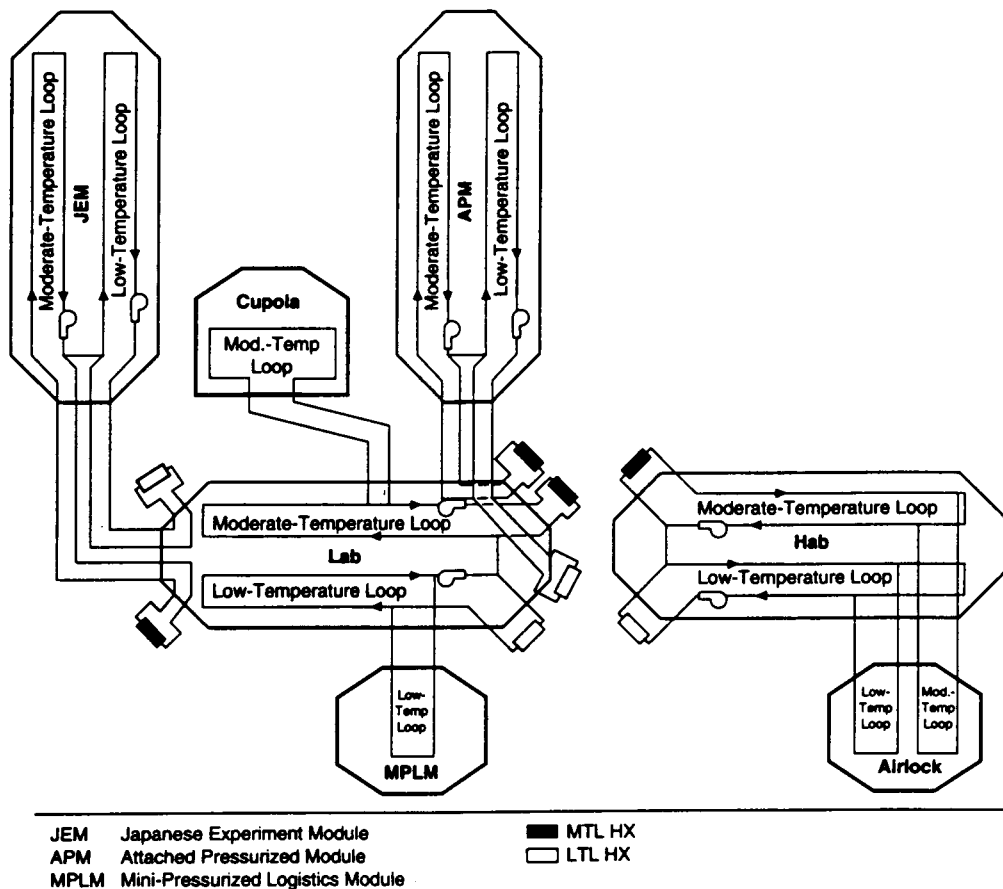 Moderate-Temperature Loop
JEM
Low-Temperature Loop
Moderate-Temperature Loop
APM
Low-Temperature Loop
Cupola
Mod.-Temp
Loop
Moderate-Temperature Loop
Lab
Low-Temperature Loop
Moderate-Temperature Loop
Hab
Low-Temperature Loop
Low-
Temp
Loop
MPLM
Low-
Temp
Loop
Mod.-
Temp
Loop
Airlock
JEM Japanese Experiment Module
APM Attached Pressurized Module
MPLM Mini-Pressurized Logistics Module
MTL HX
LTL HX